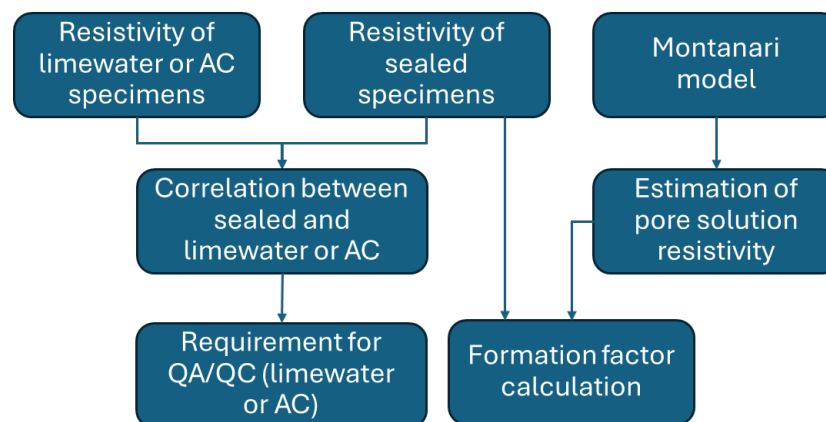 Resistivity of
limewater or AC
specimens
Resistivity of
sealed
specimens
Montanari
model
Correlation between
sealed and
limewater or AC
Estimation of
pore solution
resistivity
Requirement for
QA/QC (limewater
or AC)
Formation factor
calculation